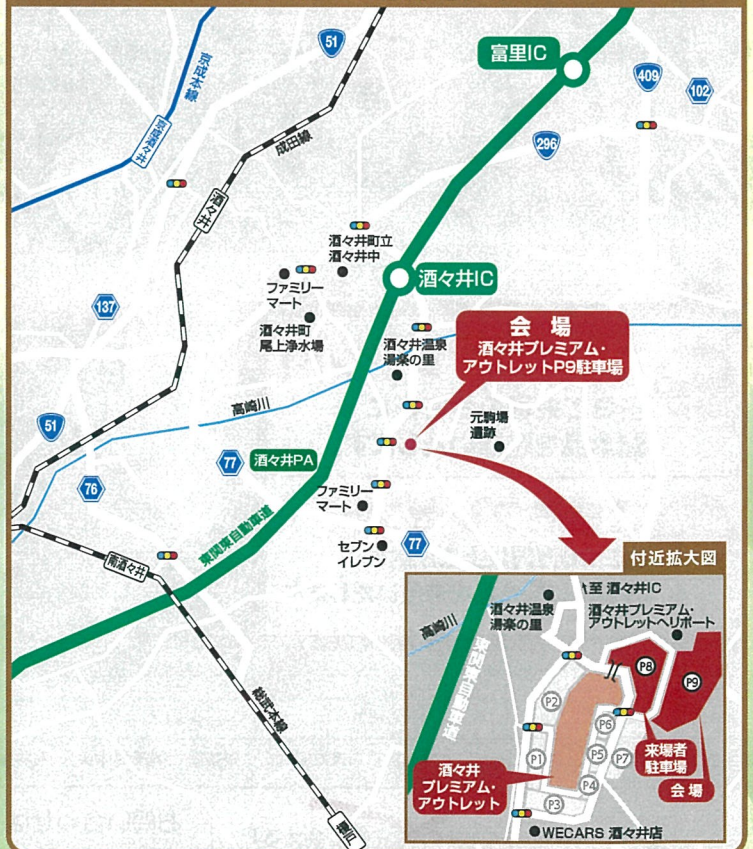 51
富里IC
409
102
京成本線
京成酒々井
成田線
296
酒々井
酒々井町立
酒々井中
ファミリー
マート
酒々井IC
137
酒々井町
尾上浄水場
酒々井温泉
湯楽の里
会 場
酒々井プレミアム・
アウトレットP9駐車場
高崎川
51
元駒場
遺跡
77
酒々井PA
76
ファミリー
マート
東関東自動車道
セブン
イレブン
77
南酒々井
総武本線
横芝
付近拡大図
至 酒々井IC
酒々井温泉
湯楽の里
酒々井プレミアム・
アウトレットヘリポート
高崎川
東関東自動車道
P8
P9
P2
P6
P1
P5
P7
P4
P3
来場者
駐車場
会 場
酒々井
プレミアム・
アウトレット
WECARS 酒々井店